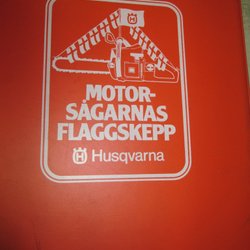 MOTOR-
SÅGARNAS
FLAGGSKEPP
Husqvarna